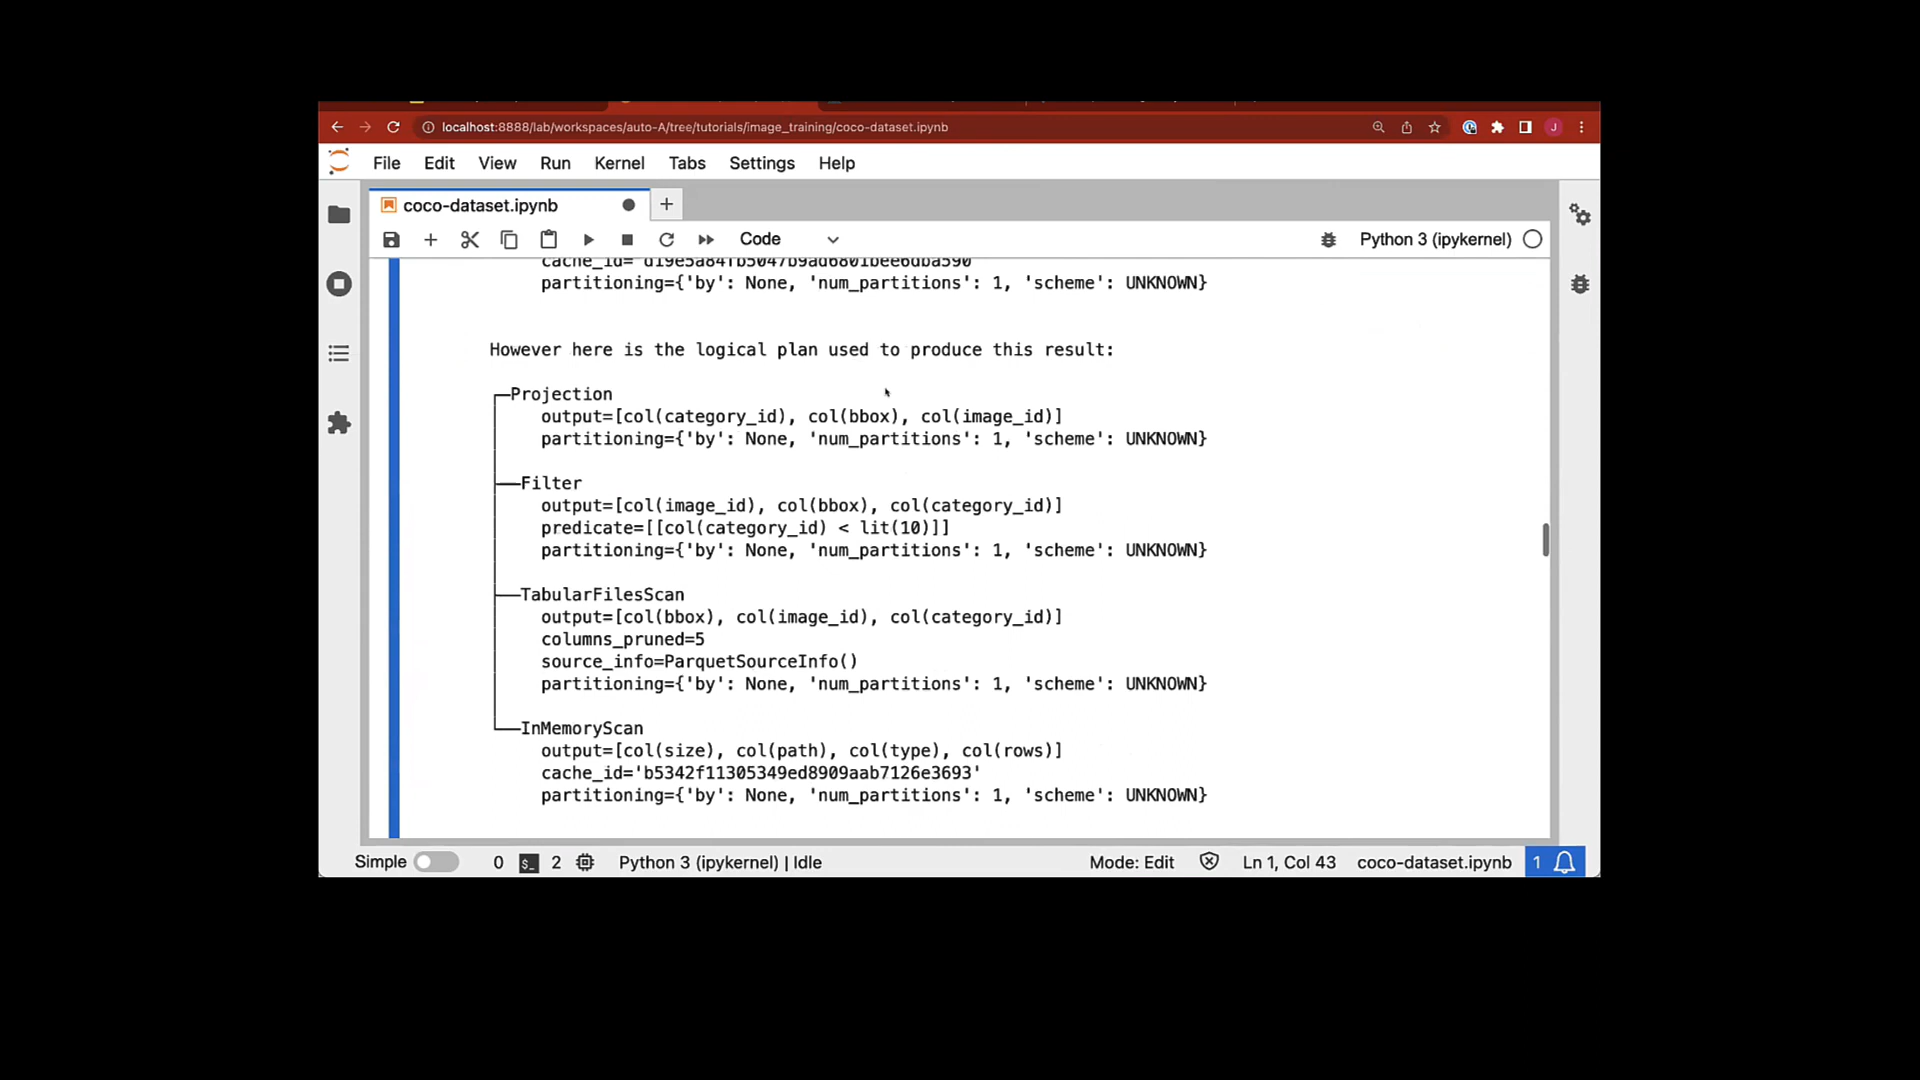 localhost:8888/lab/workspaces/auto-A/tree/tutorials/image_training/coco-dataset.ipynb
J
File Edit View Run Kernel Tabs Settings Help
coco-dataset.ipynb
Code
Python 3 (ipykernel)
partitioning={'by': None, 'num_partitions': 1, 'scheme': UNKNOWN}
However here is the logical plan used to produce this result:
Projection
output=[col(category_id), col(bbox), col(image_id)]
partitioning={'by': None, 'num_partitions': 1, 'scheme': UNKNOWN}
Filter
output=[col(image_id), col(bbox), col(category_id)]
predicate=[[col(category_id) < lit(10)]]
partitioning={'by': None, 'num_partitions': 1, 'scheme': UNKNOWN}
TabularFilesScan
output=[col(bbox), col(image_id), col(category_id)]
columns_pruned=5
source_info=ParquetSourceInfo()
partitioning={'by': None, 'num_partitions': 1, 'scheme': UNKNOWN}
InMemoryScan
output=[col(size), col(path), col(type), col(rows)]
cache_id='b5342f11305349ed8909aab7126e3693'
partitioning={'by': None, 'num_partitions': 1, 'scheme': UNKNOWN}
Simple 0 $_ 2 Python 3 (ipykernel) | Idle Mode: Edit Ln 1, Col 43 coco-dataset.ipynb 1